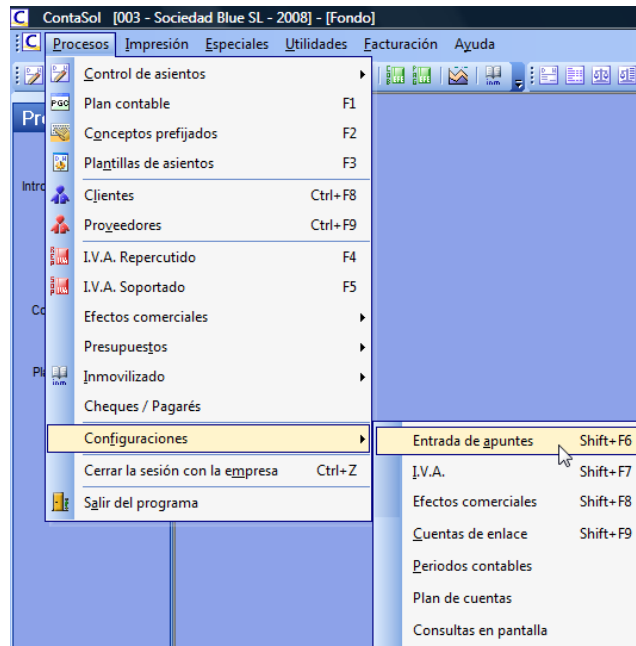 ContaSol [003 - Sociedad Blue SL - 2008] - [Fondo]
Procesos Impresión Especiales Utilidades Facturación Ayuda
Control de asientos
Plan contable F1
Conceptos prefijados F2
Plantillas de asientos F3
Clientes Ctrl+F8
Proveedores Ctrl+F9
I.V.A. Repercutido F4
I.V.A. Soportado F5
Efectos comerciales
Presupuestos
Inmovilizado
Cheques / Pagarés
Configuraciones
Cerrar la sesión con la empresa Ctrl+Z
Salir del programa
Entrada de apuntes Shift+F6
I.V.A. Shift+F7
Efectos comerciales Shift+F8
Cuentas de enlace Shift+F9
Periodos contables
Plan de cuentas
Consultas en pantalla